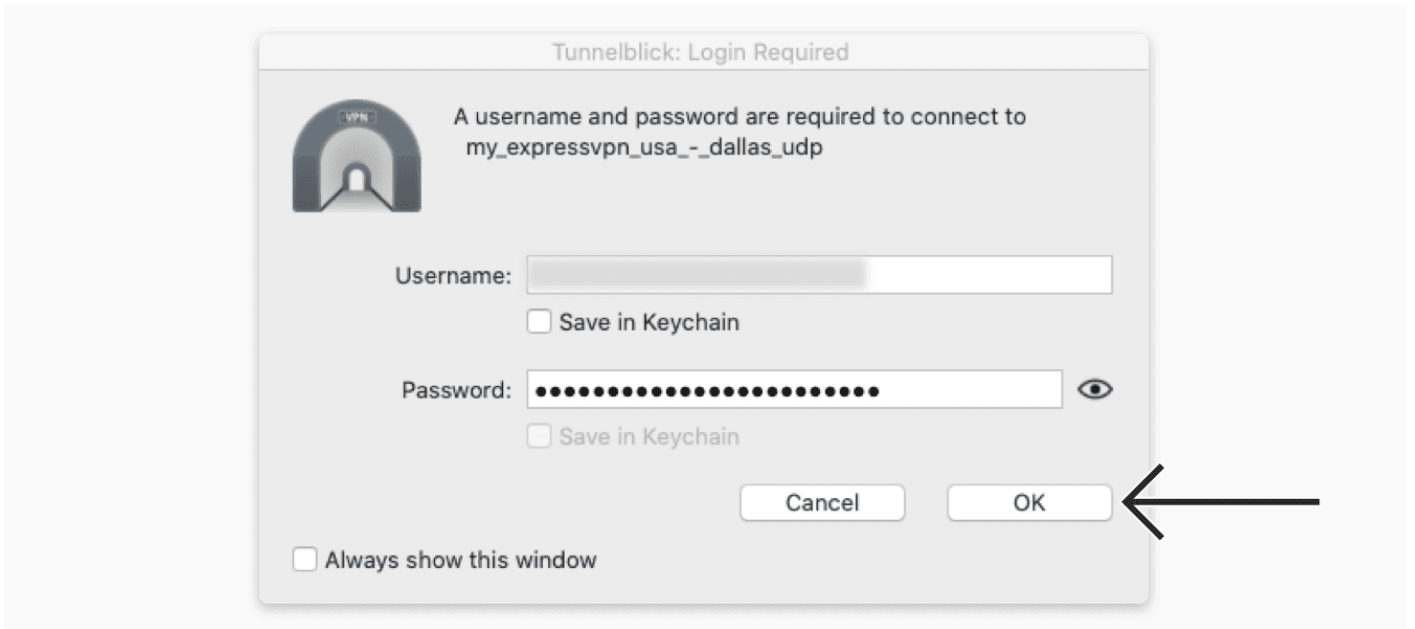 Tunnelblick: Login Required
VPN
A username and password are required to connect to
my_expressvpn_usa_-_dallas_udp
Username:
Save in Keychain
Password: ••••••••••••••••••••••••
Save in Keychain
Cancel OK
Always show this window